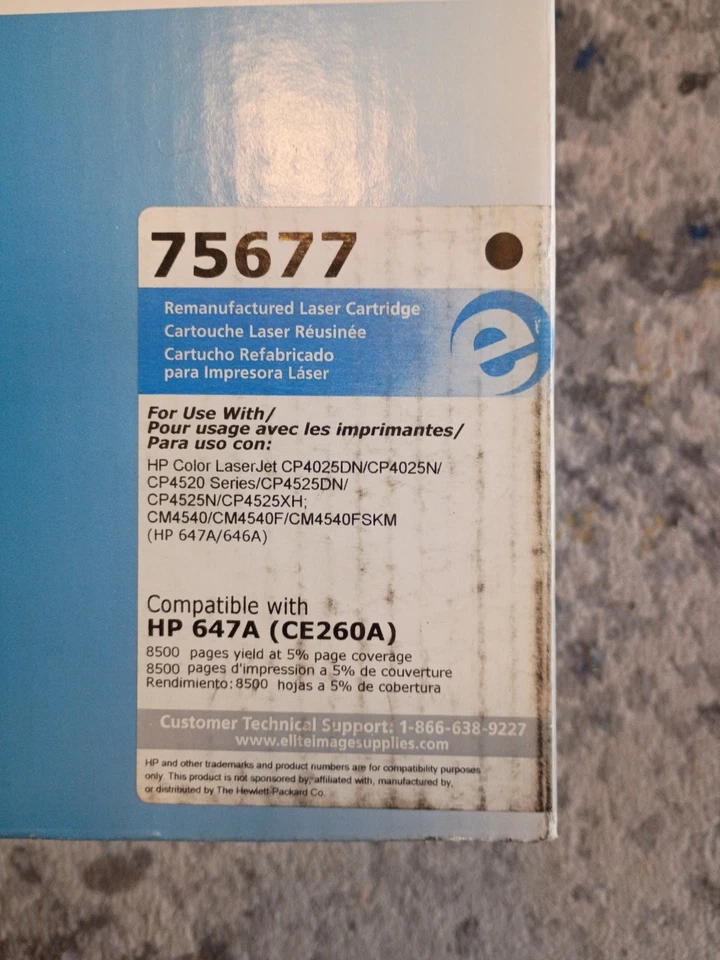 75677
Remanufactured Laser Cartridge
Cartouche Laser Réusinée
Cartucho Refabricado
para Impresora Láser
e
For Use With/
Pour usage avec les imprimantes/
Para uso con:
HP Color LaserJet CP4025DN/CP4025N/
CP4520 Series/CP4525DN/
CP4525N/CP4525XH;
CM4540/CM4540F/CM4540FSKM
(HP 647A/646A)
Compatible with
HP 647A (CE260A)
8500 pages yield at 5% page coverage
8500 pages d'impression a 5% de couverture
Rendimiento: 8500 hojas a 5% de cobertura
Customer Technical Support: 1-866-638-9227
www.eliteimagesupplies.com
HP and other trademarks and product numbers are for compatibility purposes
only. This product is not sponsored by, affiliated with, manufactured by,
or distributed by The Hewlett-Packard Co.